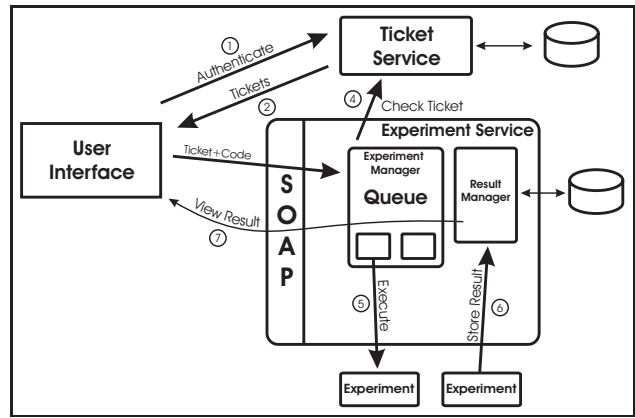 1
Authenticate
Ticket
Service
Tickets
2
4
Check Ticket
Experiment Service
User
Interface
Ticket+Code
S
O
A
P
Experiment
Manager
Queue
Result
Manager
View Result
7
5
Execute
Store Result
6
Experiment
Experiment